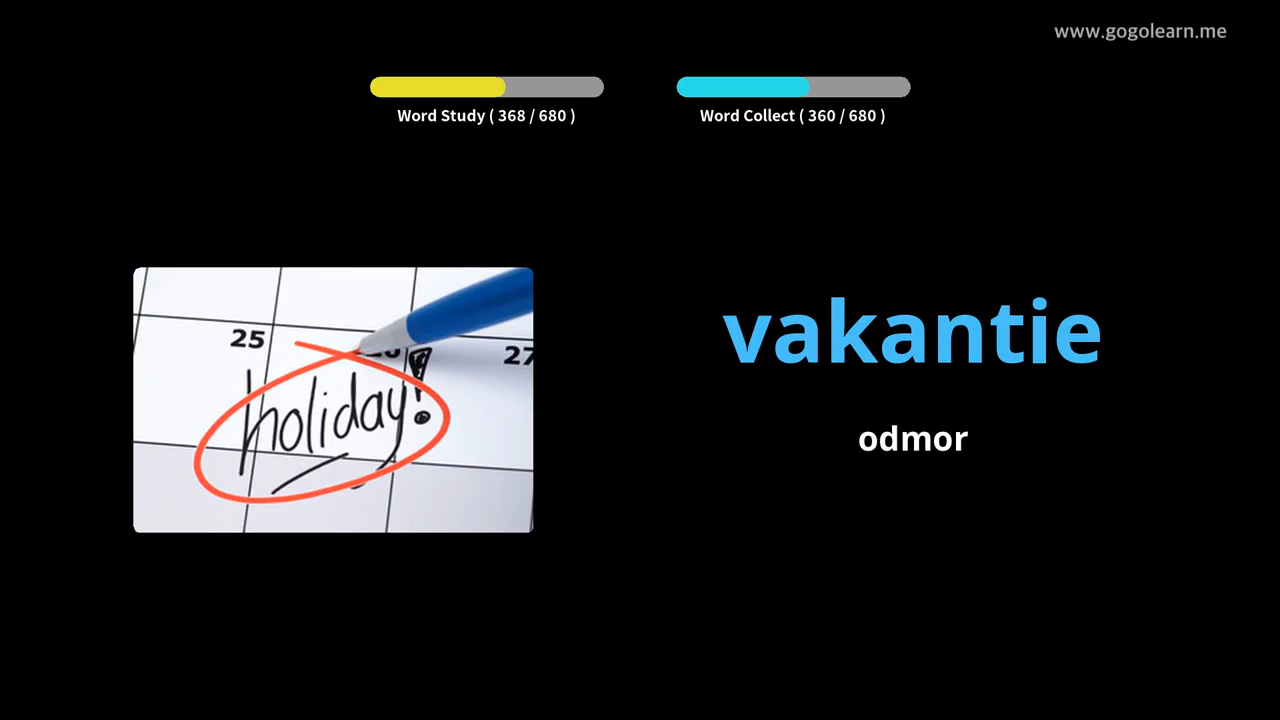 www.gogolearn.me
Word Study ( 368 / 680 )
Word Collect ( 360 / 680 )
25
27
holiday!
vakantie
odmor